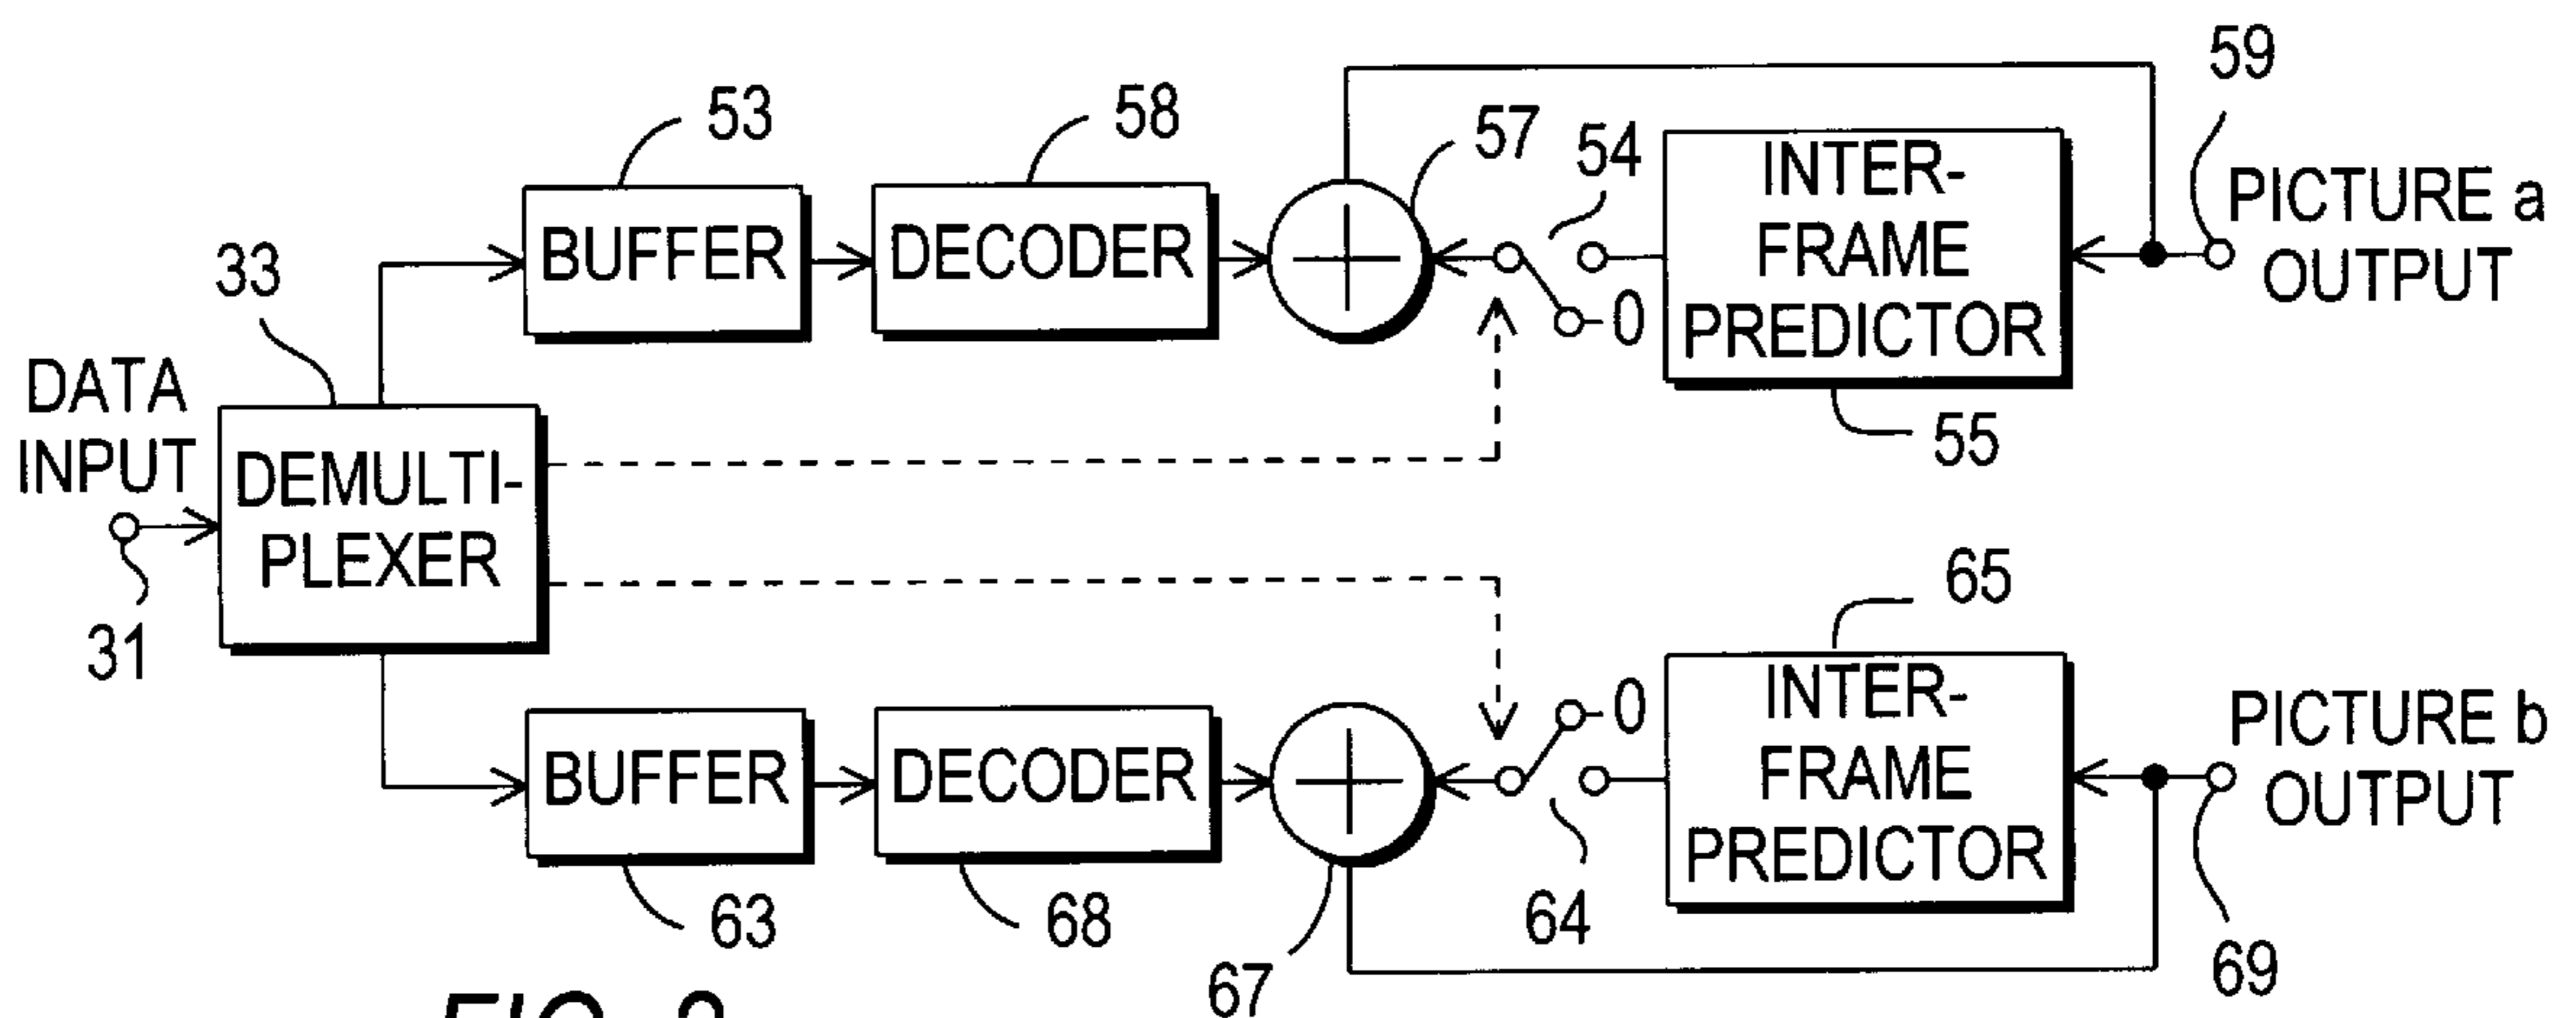 59
53
58
57
54
INTER-
FRAME
PREDICTOR
PICTURE a
OUTPUT
BUFFER
DECODER
33
0
55
DATA
INPUT
DEMULTI-
PLEXER
31
65
INTER-
FRAME
PREDICTOR
PICTURE b
OUTPUT
0
BUFFER
DECODER
63
68
64
67
69